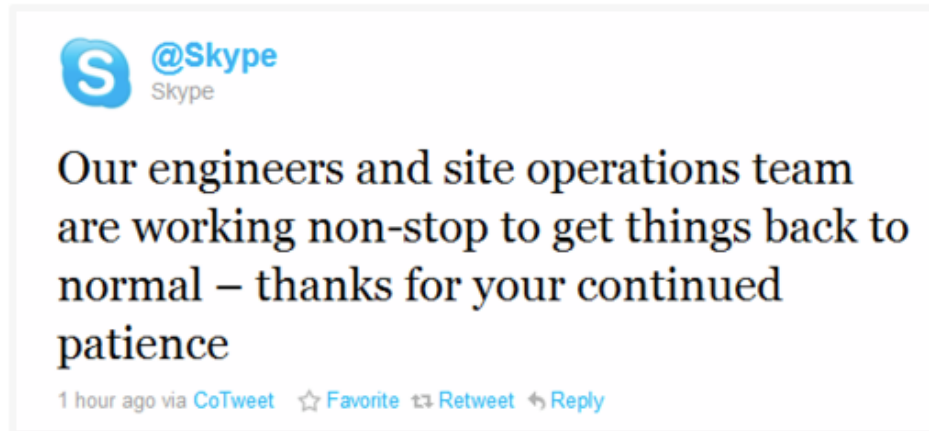 S
@Skype
Skype
Our engineers and site operations team
are working non-stop to get things back to
normal – thanks for your continued
patience
1 hour ago via CoTweet Favorite Retweet Reply